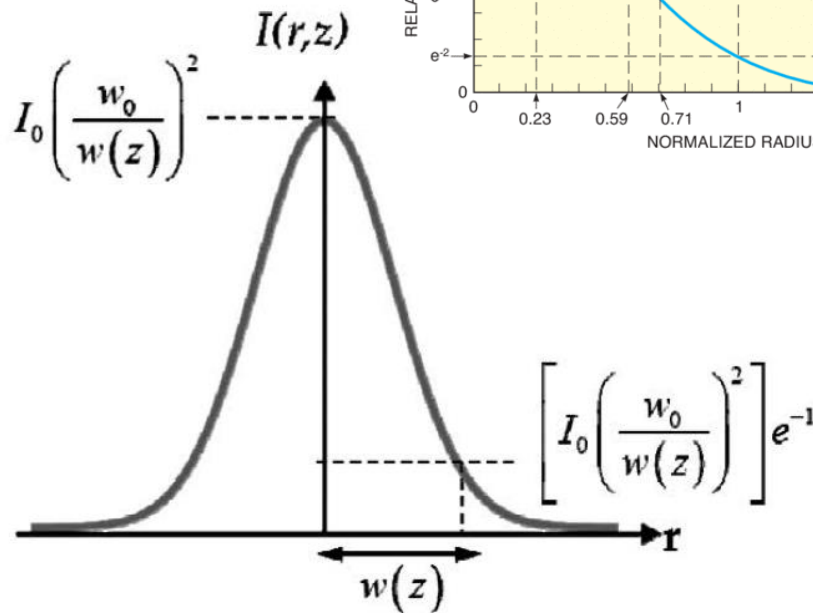 RELA
e⁻²
0
0 0.23 0.59 0.71 1
NORMALIZED RADIUS
Ī(r,z)
I₀(w₀/w(z))²
[I₀(w₀/w(z))²]e⁻¹
r
w(z)